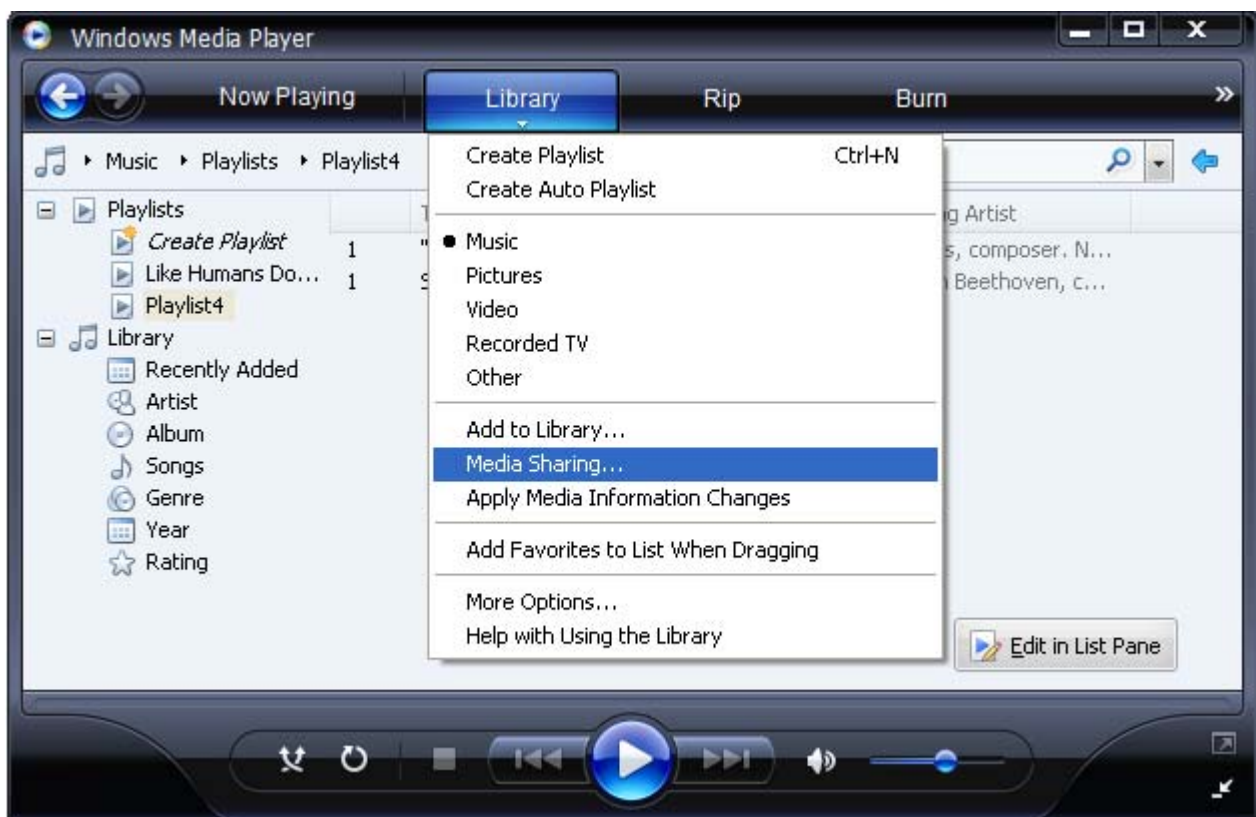 Windows Media Player
Now Playing
Library
Rip
Burn
Music
Playlists
Playlist4
Create Playlist Ctrl+N
Create Auto Playlist
Music
Pictures
Video
Recorded TV
Other
Add to Library...
Media Sharing...
Apply Media Information Changes
Add Favorites to List When Dragging
More Options...
Help with Using the Library
Playlists
Create Playlist
Like Humans Do...
Playlist4
Library
Recently Added
Artist
Album
Songs
Genre
Year
Rating
1
1
Artist
composer. N...
Beethoven, c...
Edit in List Pane